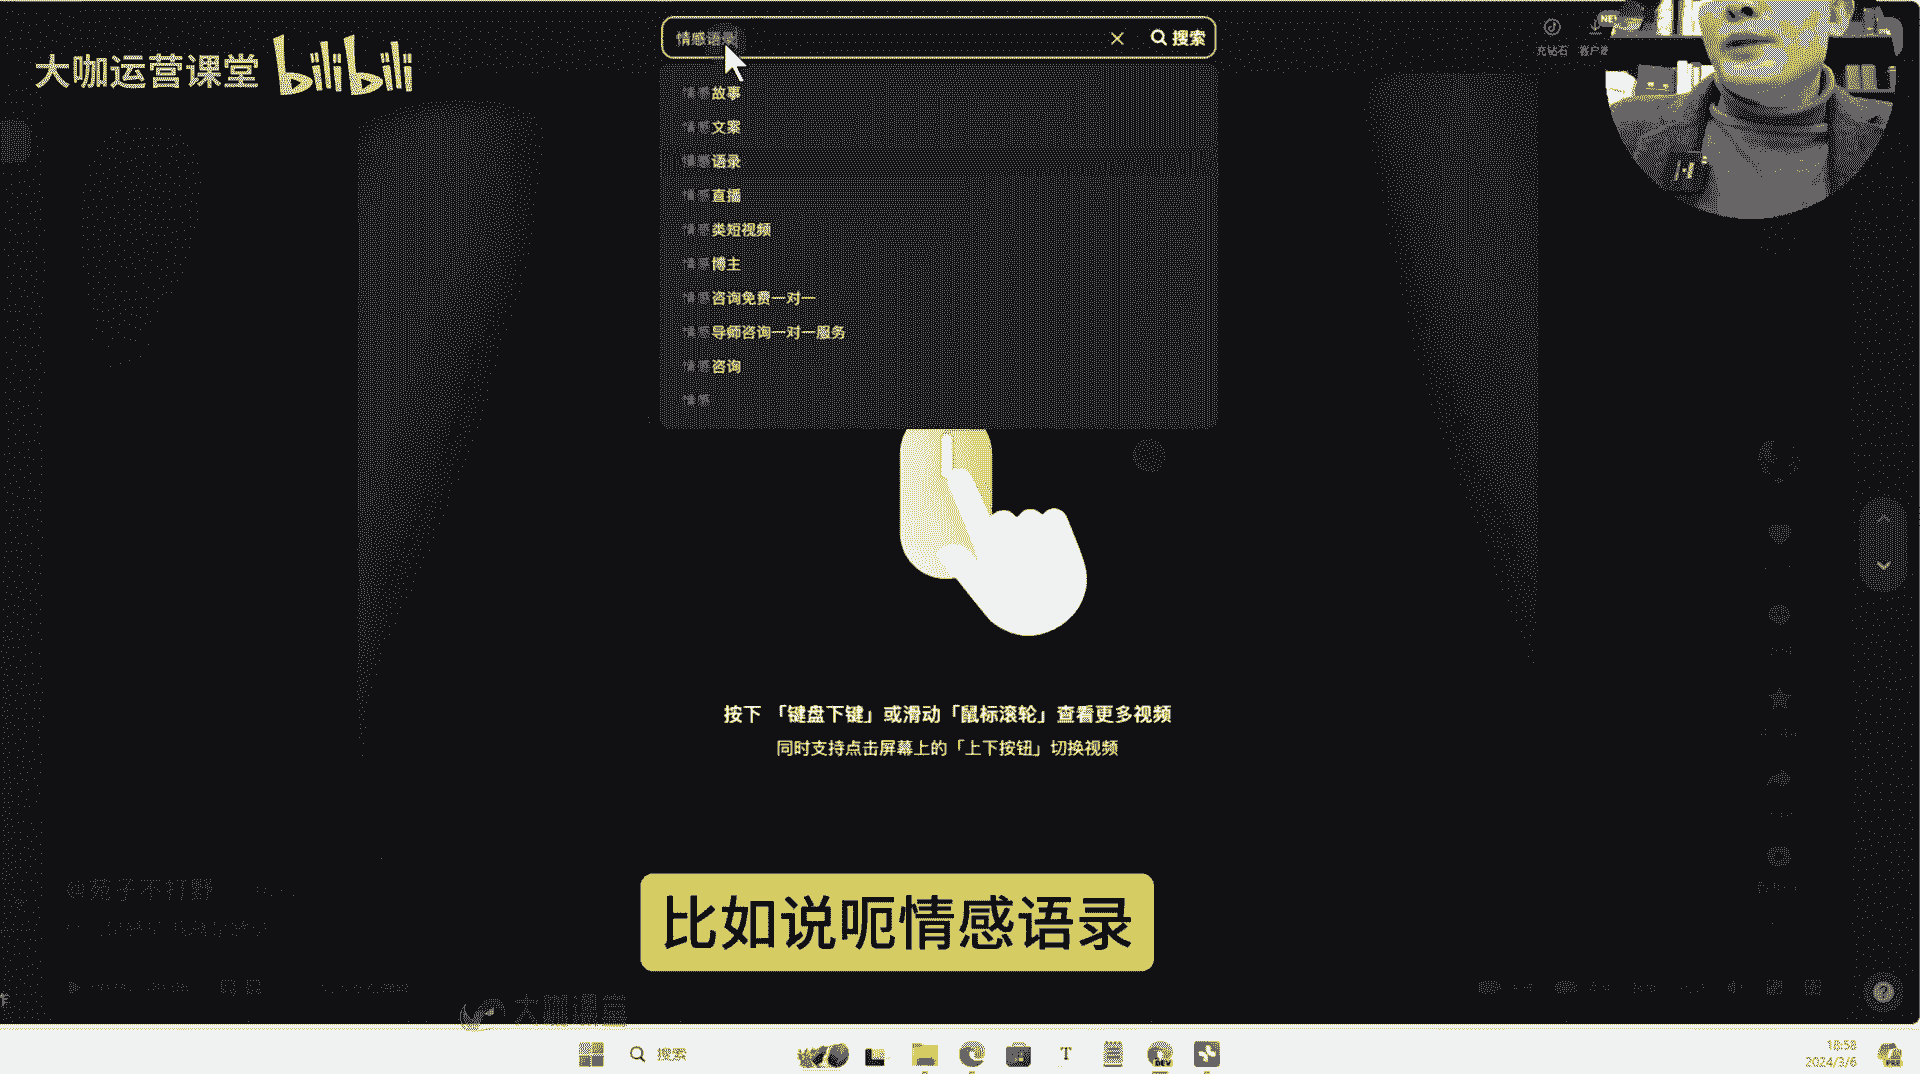 大咖运营课堂 bilibili
情感语录
搜索
充钻石 客户端
情感故事
情感文案
情感语录
情感直播
情感类短视频
情感博主
情感咨询免费一对一
情感导师咨询一对一服务
情感咨询
情感
按下 「键盘下键」或滑动「鼠标滚轮」查看更多视频
同时支持点击屏幕上的「上下按钮」切换视频
@苑子不打野
比如说呃情感语录
大咖课堂
搜索
18:58
2024/3/6